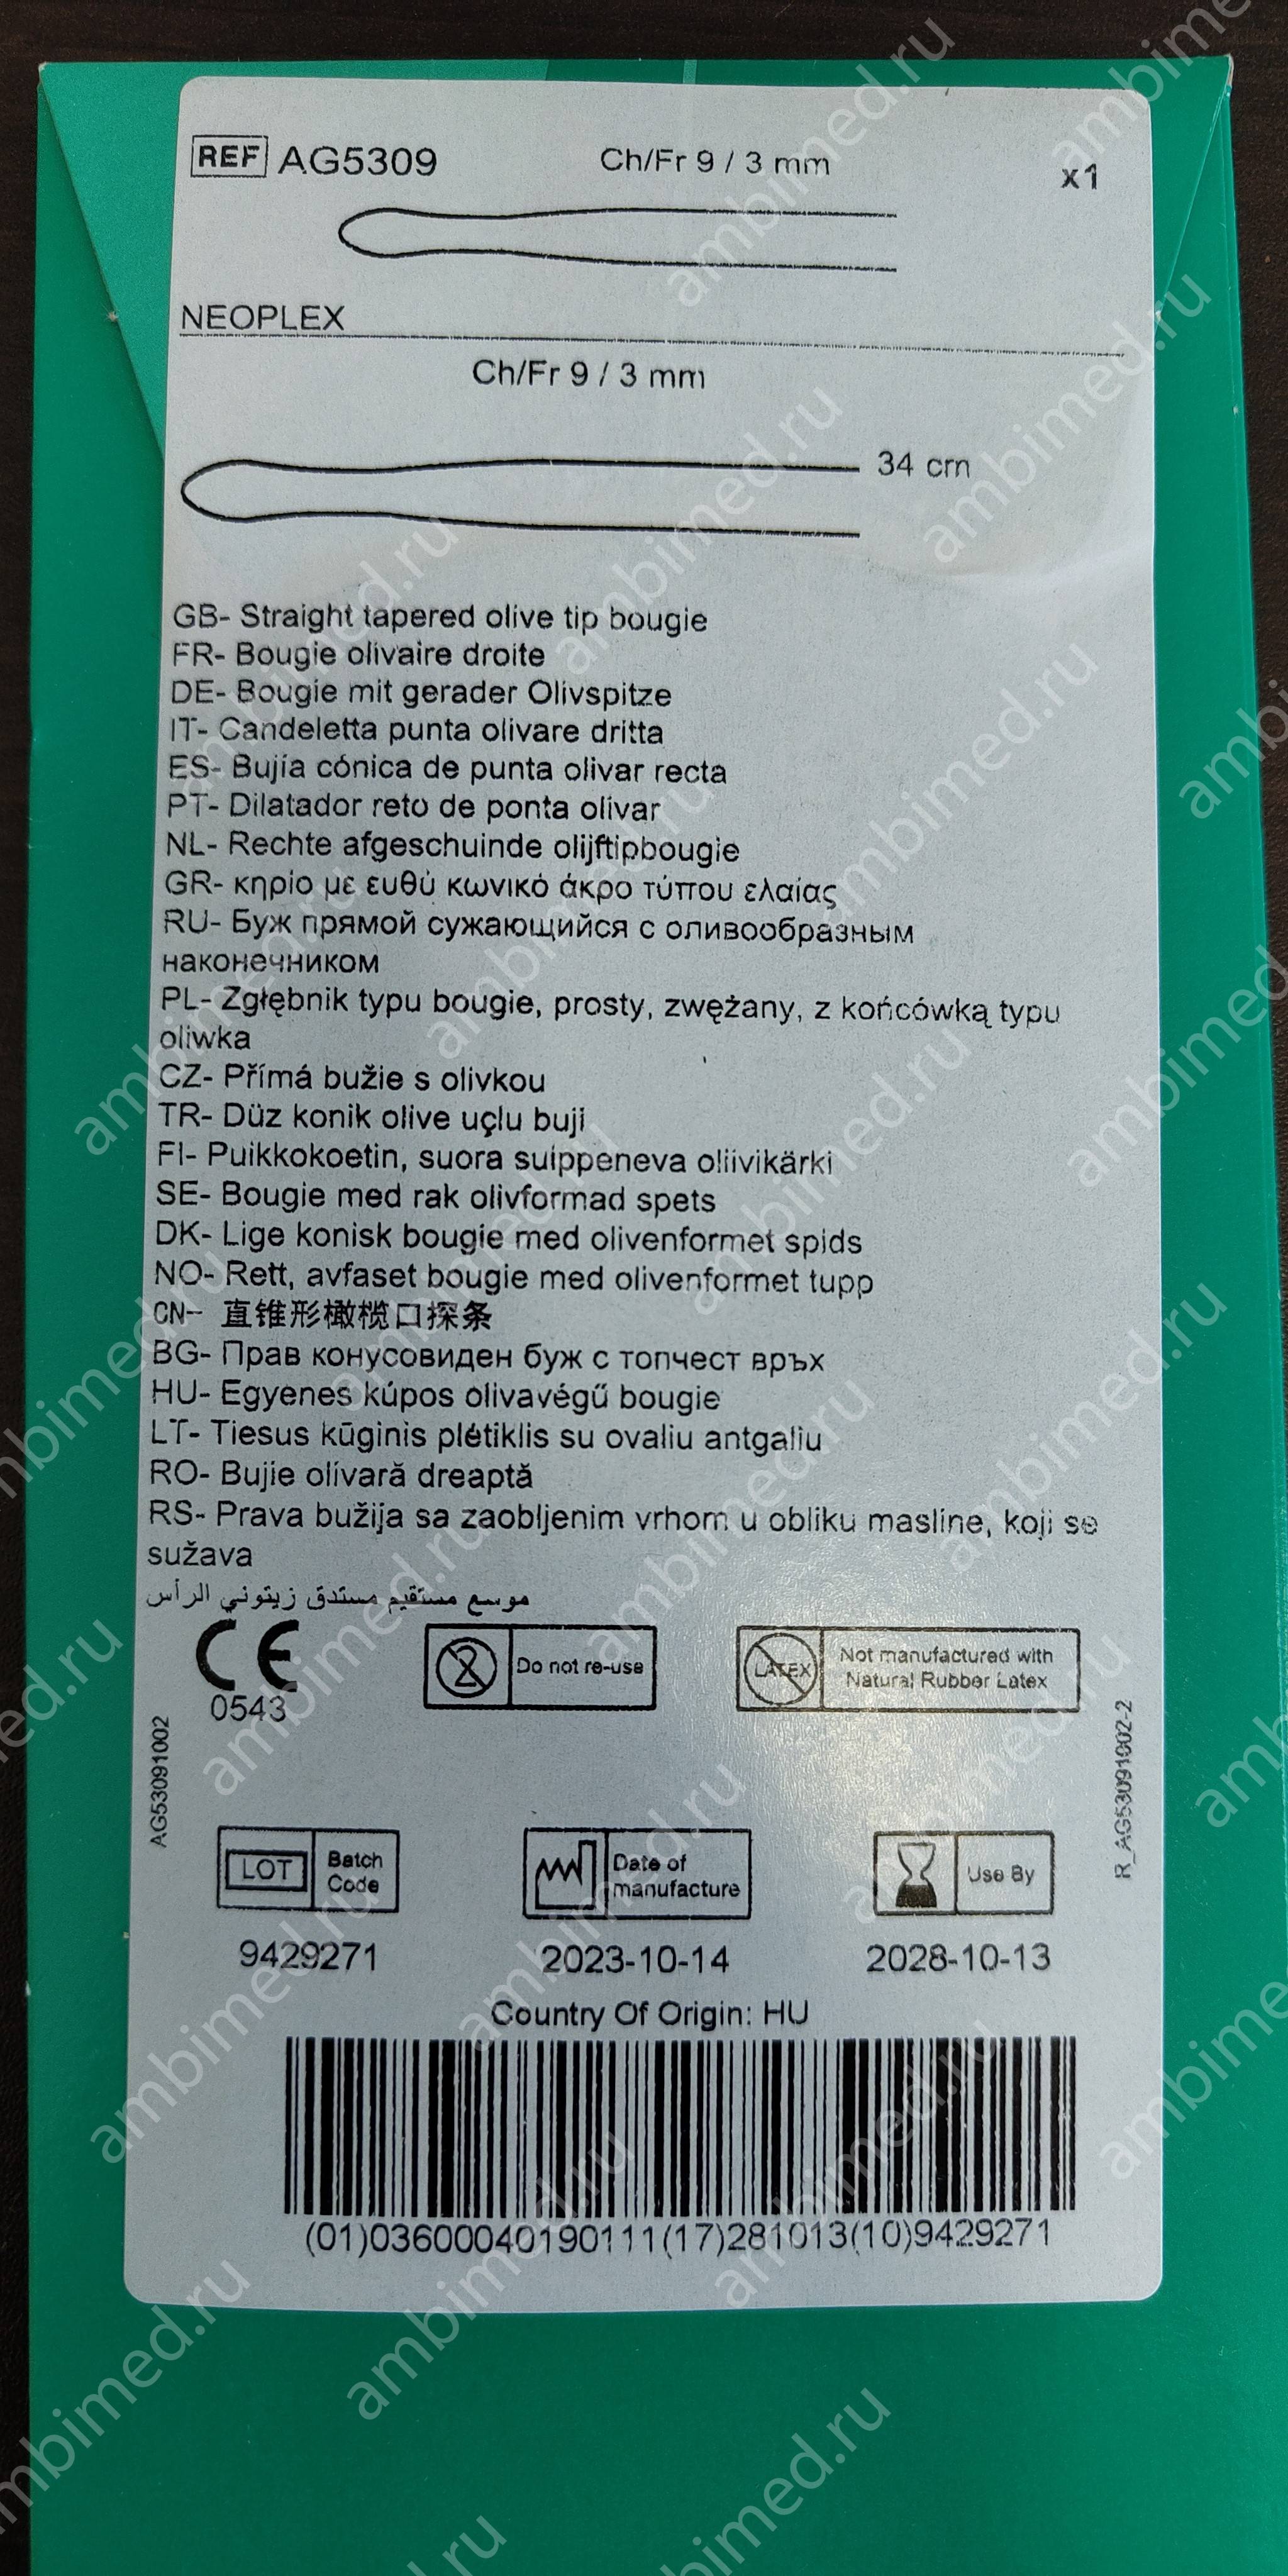 REF AG5309
Ch/Fr 9 / 3 mm
x1
NEOPLEX
Ch/Fr 9 / 3 mm
34 cm
GB- Straight tapered olive tip bougie
FR- Bougie olivaire droite
DE- Bougie mit gerader Olivspitze
IT- Candeletta punta olivare dritta
ES- Bujía cónica de punta olivar recta
PT- Dilatador reto de ponta olivar
NL- Rechte afgeschuinde olijftipbougie
GR- κηρίο με ευθύ κωνικό άκρο τύπου ελαίας
RU- Буж прямой сужающийся с оливообразным
наконечником
PL- Zgłębnik typu bougie, prosty, zwężany, z końcówką typu
oliwka
CZ- Přímá bužie s olivkou
TR- Düz konik olive uçlu buji
FI- Puikkokoetin, suora suippeneva oliivikärki
SE- Bougie med rak olivformad spets
DK- Lige konisk bougie med olivenformet spids
NO- Rett, avfaset bougie med olivenformet tupp
CN- 直锥形橄榄口探条
BG- Прав конусовиден буж с топчест връх
HU- Egyenes kúpos olivavégű bougie
LT- Tiesus kūginis plėtiklis su ovaliu antgaliu
RO- Bujie olivară dreaptă
RS- Prava bužija sa zaobljenim vrhom u obliku masline, koji se
sužava
موسع مستقيم مستدق زيتوني الرأس
CE
0543
2
Do not re-use
LATEX
Not manufactured with
Natural Rubber Latex
AG53091002
R_AG53091002-2
LOT
Batch
Code
Date of
manufacture
Use By
9429271
2023-10-14
2028-10-13
Country Of Origin: HU
(01)03600040190111(17)281013(10)9429271
ambimed.ru